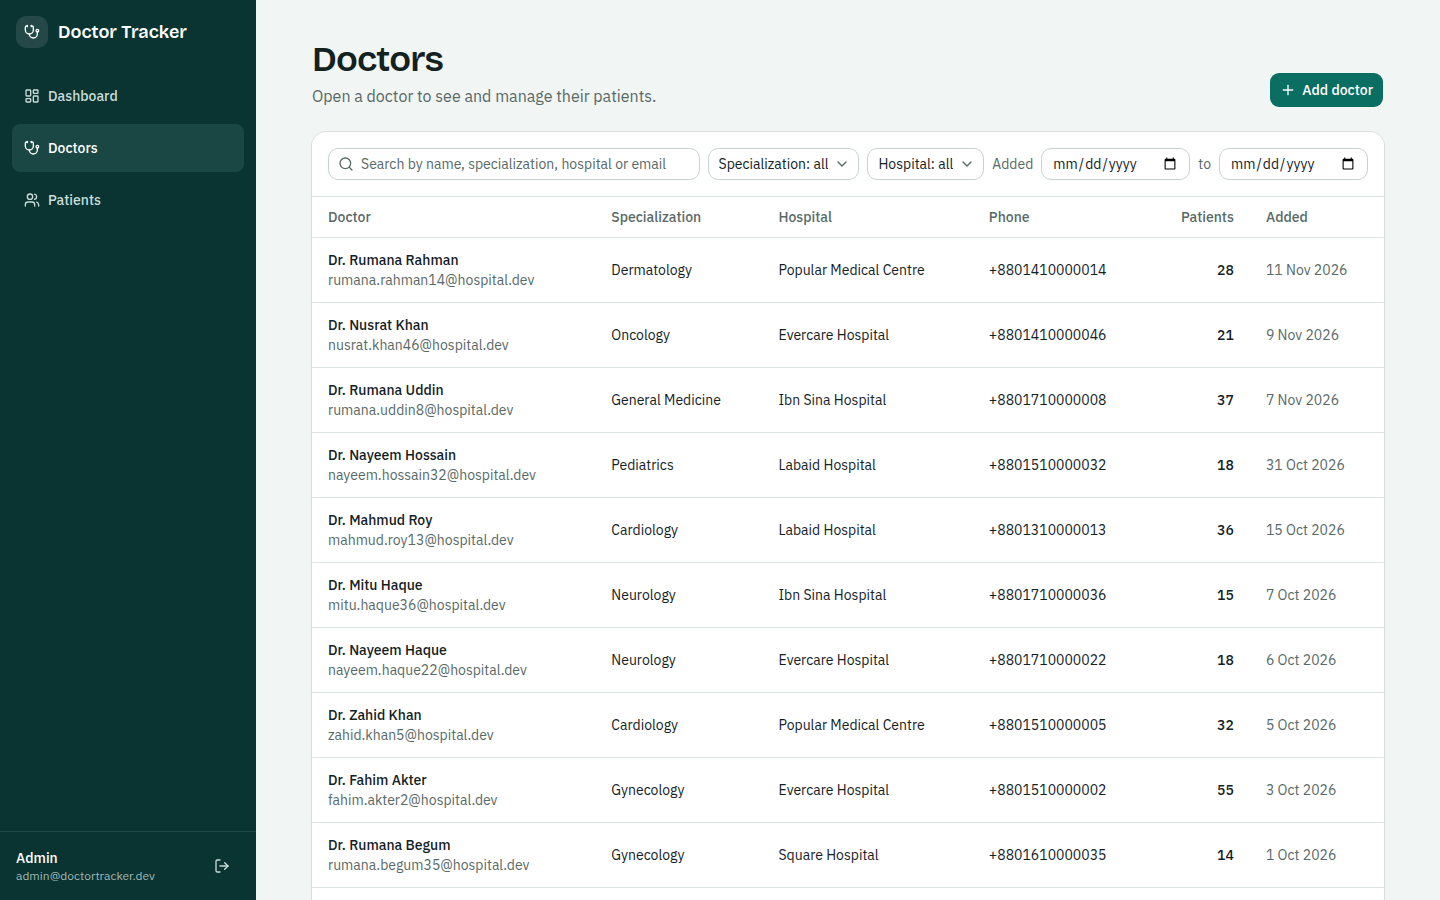 Doctor Tracker
Dashboard
Doctors
Patients
Admin
admin@doctortracker.dev
Doctors
Open a doctor to see and manage their patients.
Add doctor
Search by name, specialization, hospital or email
Specialization: all
Hospital: all
Added
mm/dd/yyyy
to
mm/dd/yyyy
Doctor Specialization Hospital Phone Patients Added
Dr. Rumana Rahman
rumana.rahman14@hospital.dev
Dermatology Popular Medical Centre +8801410000014 28 11 Nov 2026
Dr. Nusrat Khan
nusrat.khan46@hospital.dev
Oncology Evercare Hospital +8801410000046 21 9 Nov 2026
Dr. Rumana Uddin
rumana.uddin8@hospital.dev
General Medicine Ibn Sina Hospital +8801710000008 37 7 Nov 2026
Dr. Nayeem Hossain
nayeem.hossain32@hospital.dev
Pediatrics Labaid Hospital +8801510000032 18 31 Oct 2026
Dr. Mahmud Roy
mahmud.roy13@hospital.dev
Cardiology Labaid Hospital +8801310000013 36 15 Oct 2026
Dr. Mitu Haque
mitu.haque36@hospital.dev
Neurology Ibn Sina Hospital +8801710000036 15 7 Oct 2026
Dr. Nayeem Haque
nayeem.haque22@hospital.dev
Neurology Evercare Hospital +8801710000022 18 6 Oct 2026
Dr. Zahid Khan
zahid.khan5@hospital.dev
Cardiology Popular Medical Centre +8801510000005 32 5 Oct 2026
Dr. Fahim Akter
fahim.akter2@hospital.dev
Gynecology Evercare Hospital +8801510000002 55 3 Oct 2026
Dr. Rumana Begum
rumana.begum35@hospital.dev
Gynecology Square Hospital +8801610000035 14 1 Oct 2026